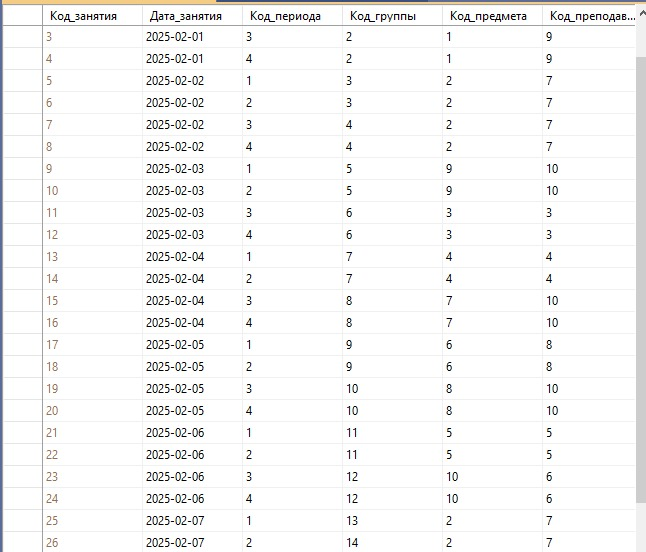 Код_занятия Дата_занятия Код_периода Код_группы Код_предмета Код_преподав...
3 2025-02-01 3 2 1 9
4 2025-02-01 4 2 1 9
5 2025-02-02 1 3 2 7
6 2025-02-02 2 3 2 7
7 2025-02-02 3 4 2 7
8 2025-02-02 4 4 2 7
9 2025-02-03 1 5 9 10
10 2025-02-03 2 5 9 10
11 2025-02-03 3 6 3 3
12 2025-02-03 4 6 3 3
13 2025-02-04 1 7 4 4
14 2025-02-04 2 7 4 4
15 2025-02-04 3 8 7 10
16 2025-02-04 4 8 7 10
17 2025-02-05 1 9 6 8
18 2025-02-05 2 9 6 8
19 2025-02-05 3 10 8 10
20 2025-02-05 4 10 8 10
21 2025-02-06 1 11 5 5
22 2025-02-06 2 11 5 5
23 2025-02-06 3 12 10 6
24 2025-02-06 4 12 10 6
25 2025-02-07 1 13 2 7
26 2025-02-07 2 14 2 7